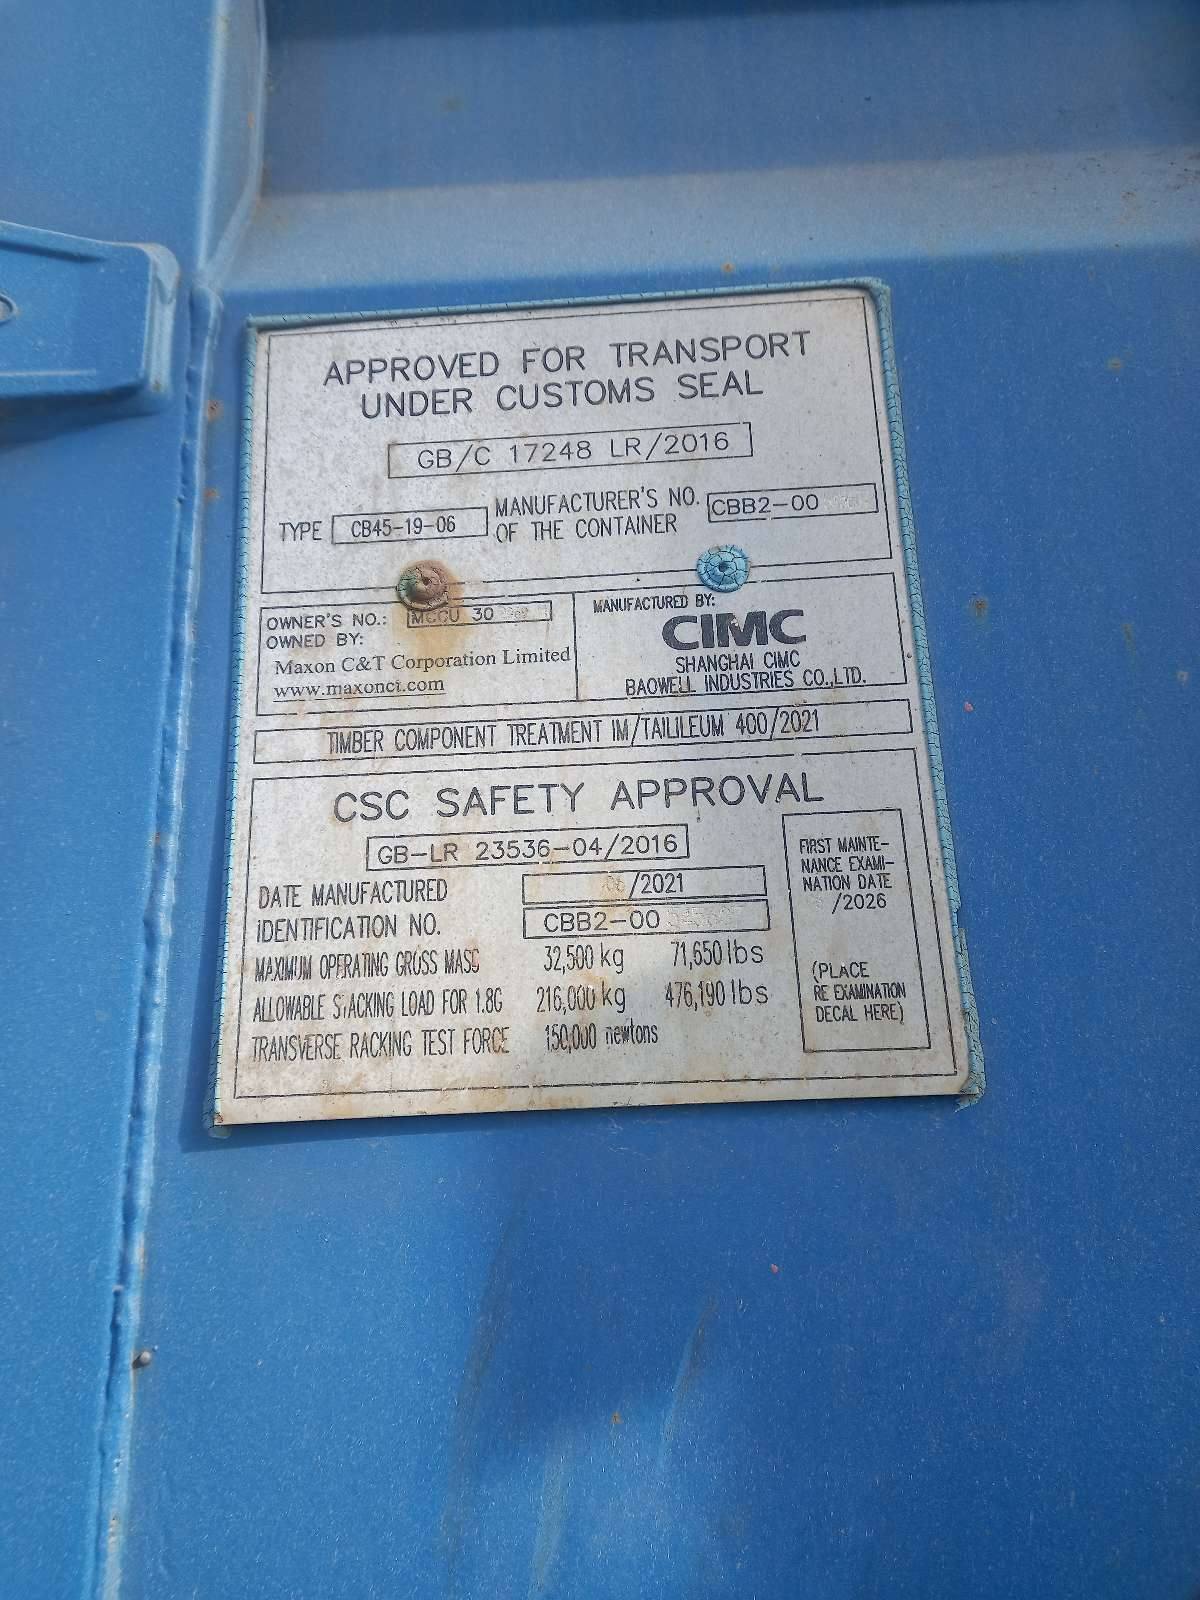 APPROVED FOR TRANSPORT
UNDER CUSTOMS SEAL
GB/C 17248 LR/2016
TYPE CB45-19-06 MANUFACTURER'S NO. OF THE CONTAINER CBB2-00
OWNER'S NO.: MCCU 30
OWNED BY:
Maxon C&T Corporation Limited
www.maxonct.com
MANUFACTURED BY:
CIMC
SHANGHAI CIMC
BAOWELL INDUSTRIES CO.,LTD.
TIMBER COMPONENT TREATMENT IM/TAILILEUM 400/2021
CSC SAFETY APPROVAL
GB-LR 23536-04/2016
DATE MANUFACTURED /2021
IDENTIFICATION NO. CBB2-00
MAXIMUM OPERATING GROSS MASS 32,500 kg 71,650 lbs
ALLOWABLE STACKING LOAD FOR 1.8G 216,000 kg 476,190 lbs
TRANSVERSE RACKING TEST FORCE 150,000 newtons
FIRST MAINTE-
NANCE EXAMI-
NATION DATE
/2026
(PLACE
RE EXAMINATION
DECAL HERE)